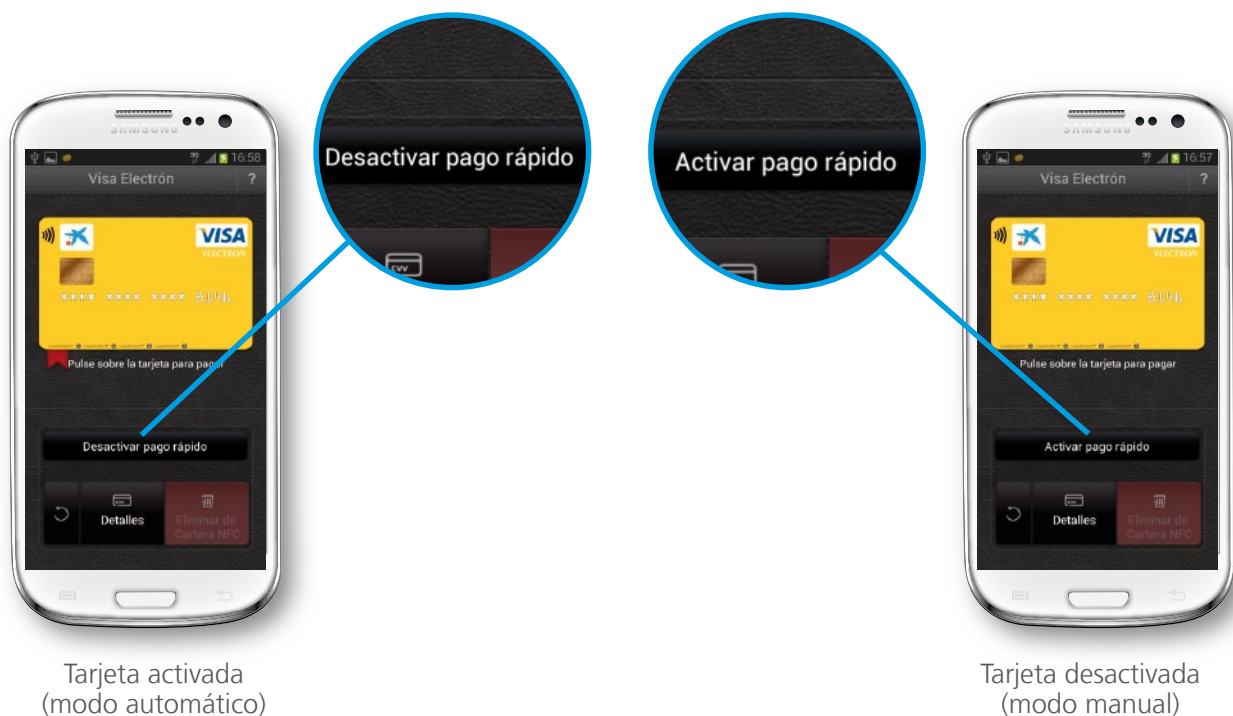 Desactivar pago rápido
CVV
Activar pago rápido
SAMSUNG
3G
16:58
Visa Electrón
?
VISA
ELECTRON
**** **** ****
Pulse sobre la tarjeta para pagar
Desactivar pago rápido
Detalles
Eliminar de
Cartera NFC
Tarjeta activada
(modo automático)
SAMSUNG
3G
16:57
Visa Electrón
?
VISA
ELECTRON
**** **** ****
Pulse sobre la tarjeta para pagar
Activar pago rápido
Detalles
Eliminar de
Cartera NFC
Tarjeta desactivada
(modo manual)